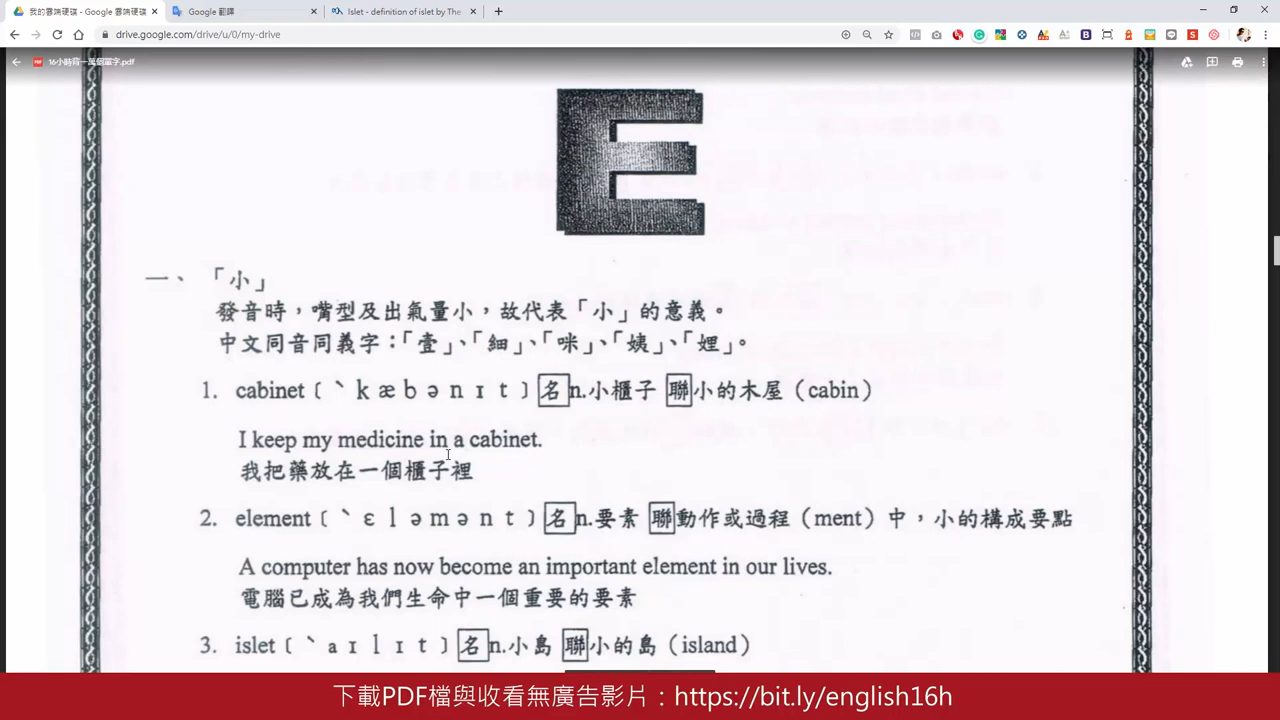 我的雲端硬碟 - Google 雲端硬碟
Google 翻譯
Islet - definition of islet by The
drive.google.com/drive/u/0/my-drive
16小時背一萬個單字.pdf
E
一、「小」
發音時，嘴型及出氣量小，故代表「小」的意義。
中文同音同義字：「壹」、「細」、「咪」、「姨」、「娌」。
1. cabinet〔ˋkæbənɪt〕名n.小櫃子 聯小的木屋（cabin）
I keep my medicine in a cabinet.
我把藥放在一個櫃子裡
2. element〔ˋɛləmənt〕名n.要素 聯動作或過程（ment）中，小的構成要點
A computer has now become an important element in our lives.
電腦已成為我們生命中一個重要的要素
3. islet〔ˋaɪlɪt〕名n.小島 聯小的島（island）
下載PDF檔與收看無廣告影片：https://bit.ly/english16h